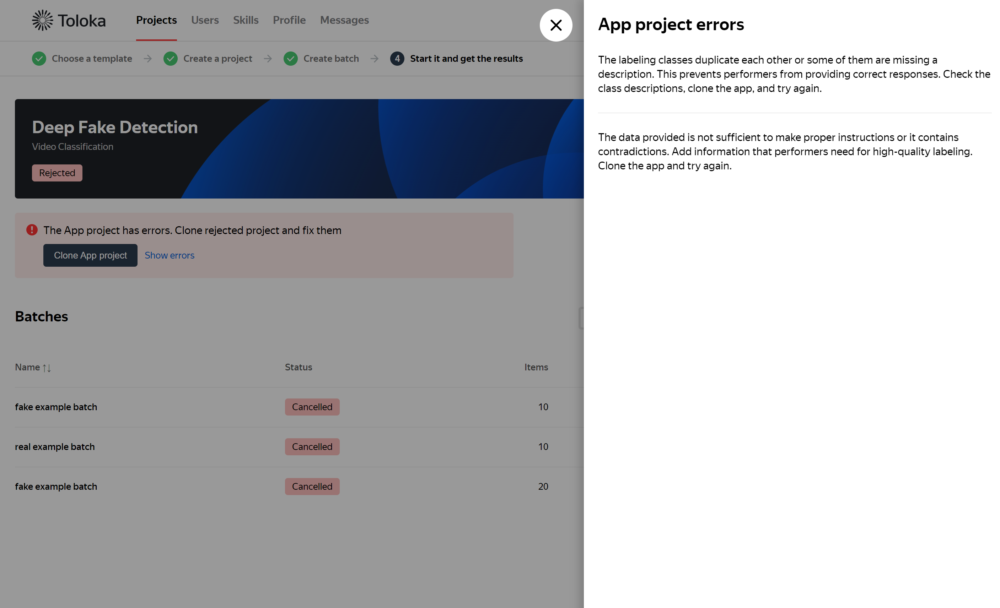 Toloka
Projects Users Skills Profile Messages
Choose a template → Create a project → Create batch → 4 Start it and get the results
Deep Fake Detection
Video Classification
Rejected
The App project has errors. Clone rejected project and fix them
Clone App project Show errors
Batches
Name ↑↓ Status Items
fake example batch Cancelled 10
real example batch Cancelled 10
fake example batch Cancelled 20
App project errors
The labeling classes duplicate each other or some of them are missing a
description. This prevents performers from providing correct responses. Check the
class descriptions, clone the app, and try again.
The data provided is not sufficient to make proper instructions or it contains
contradictions. Add information that performers need for high-quality labeling.
Clone the app and try again.